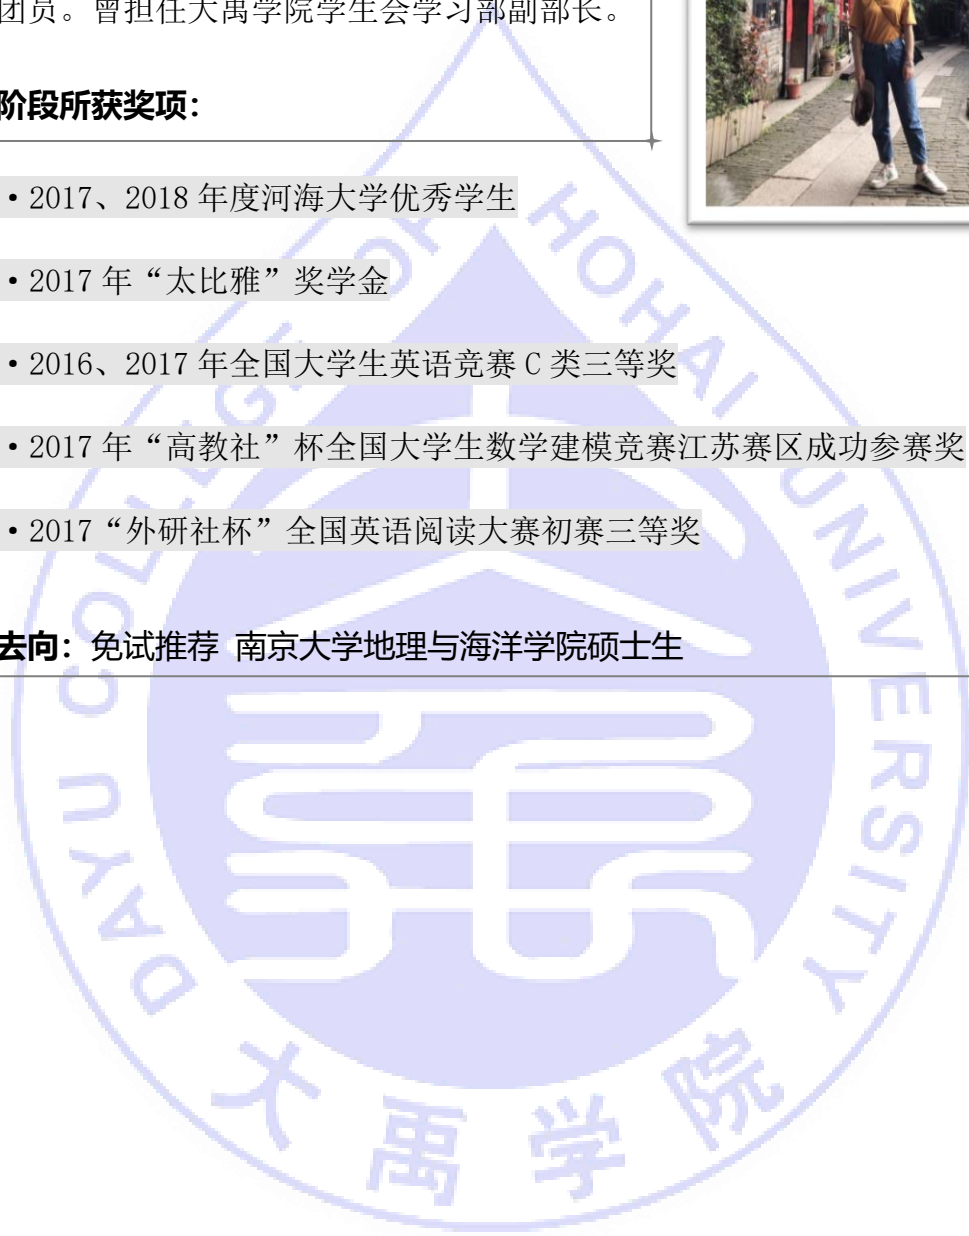 团员。曾担任大禹学院学生会学习部副部长。
阶段所获奖项：
•2017、2018 年度河海大学优秀学生
•2017 年“太比雅”奖学金
•2016、2017 年全国大学生英语竞赛 C 类三等奖
•2017 年“高教社”杯全国大学生数学建模竞赛江苏赛区成功参赛奖
•2017“外研社杯”全国英语阅读大赛初赛三等奖
去向：免试推荐 南京大学地理与海洋学院硕士生
DAYU COLLEGE OF HOHAI UNIVERSITY
大禹学院